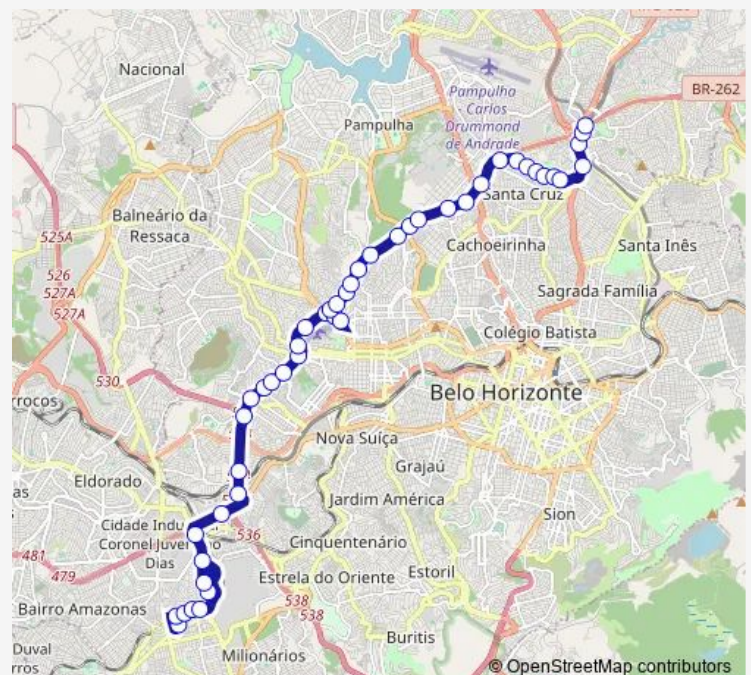 Nacional
Pampulha
- Carlos
Drummond
de Andrade
BR-262
Pampulha
Santa Cruz
Balneário da
Ressaca
525A
Cachoeirinha
Santa Inês
526
527A
527A
Sagrada Família
Colégio Batista
530
Belo Horizonte
Nova Suíça
Grajaú
Eldorado
Jardim América
Sion
Cidade Indu
Coronel Juve
no
Dias
536
Cinquentenário
481
479
Estrela do Oriente
Estoril
538
538
Bairro Amazonas
Buritis
Duval
Milionários
© OpenStreetMap contributors